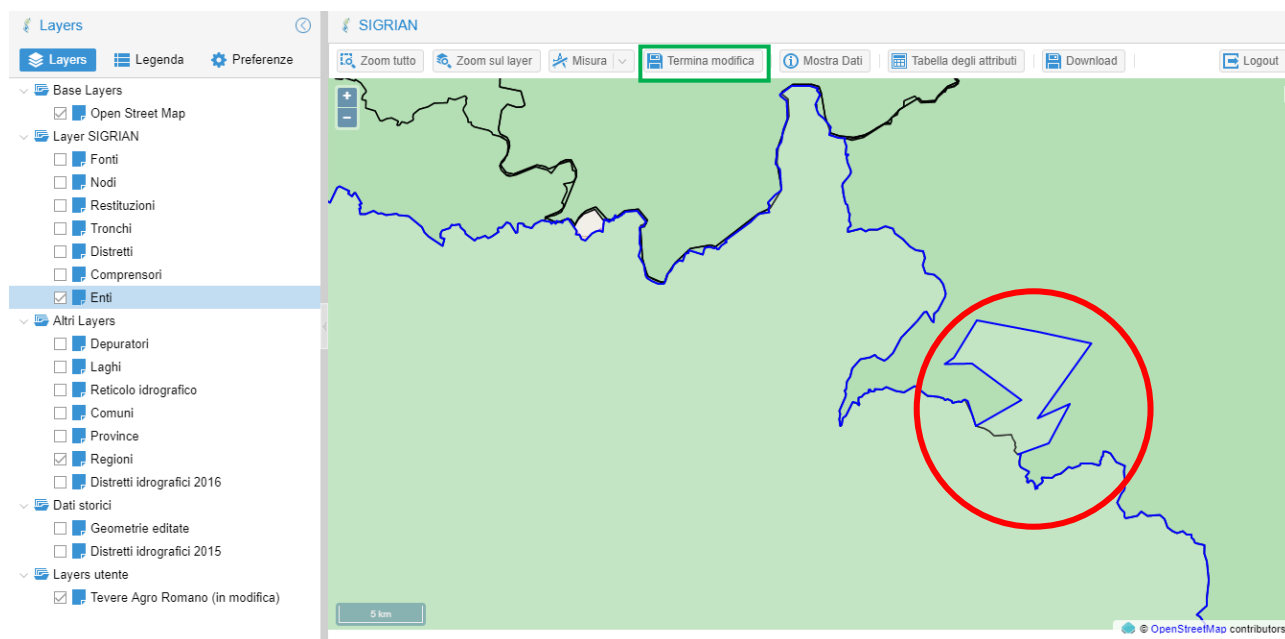 Layers
SIGRIAN
Layers Legenda Preferenze
Zoom tutto Zoom sul layer Misura Termina modifica Mostra Dati Tabella degli attributi Download Logout
Base Layers
Open Street Map
Layer SIGRIAN
Fonti
Nodi
Restituzioni
Tronchi
Distretti
Comprensori
Enti
Altri Layers
Depuratori
Laghi
Reticolo idrografico
Comuni
Province
Regioni
Distretti idrografici 2016
Dati storici
Geometrie editate
Distretti idrografici 2015
Layers utente
Tevere Agro Romano (in modifica)
+
−
5 km
© OpenStreetMap contributors